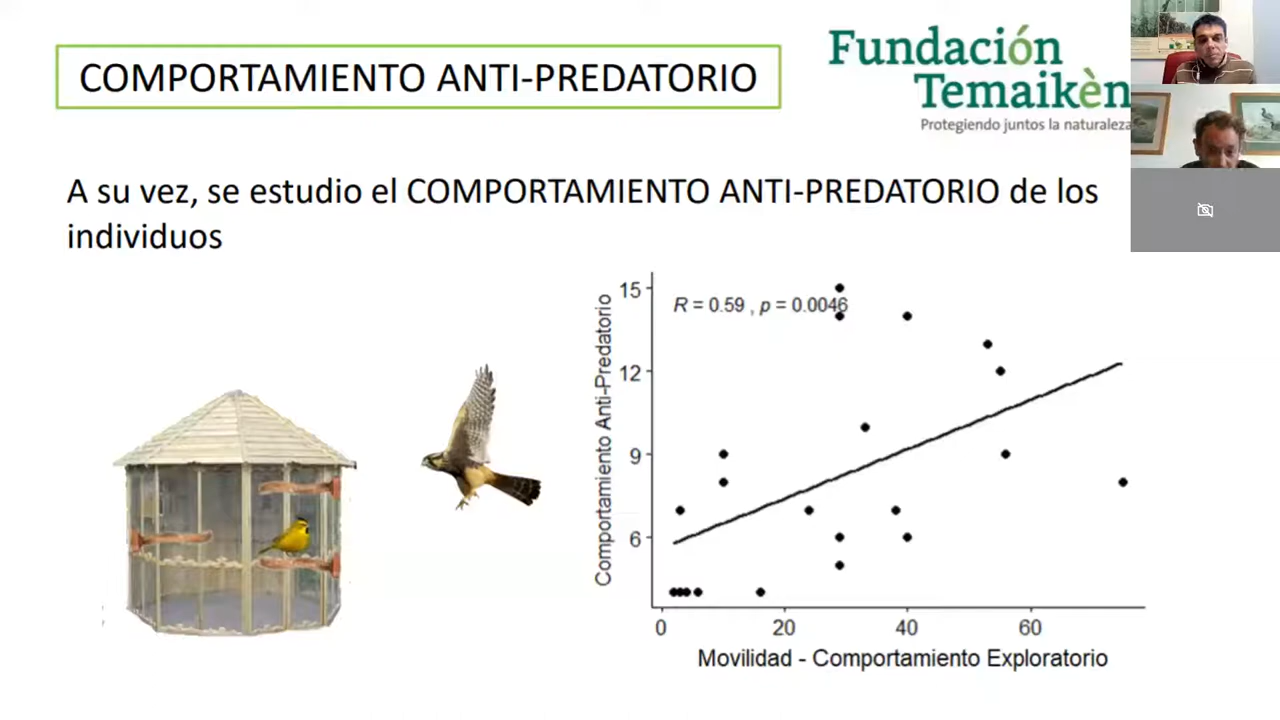 COMPORTAMIENTO ANTI-PREDATORIO
Fundación
Temaikèn
Protegiendo juntos la naturaleza
A su vez, se estudio el COMPORTAMIENTO ANTI-PREDATORIO de los
individuos
R = 0.59 , p = 0.0046
Comportamiento Anti-Predatorio
15
12
9
6
0 20 40 60
Movilidad - Comportamiento Exploratorio